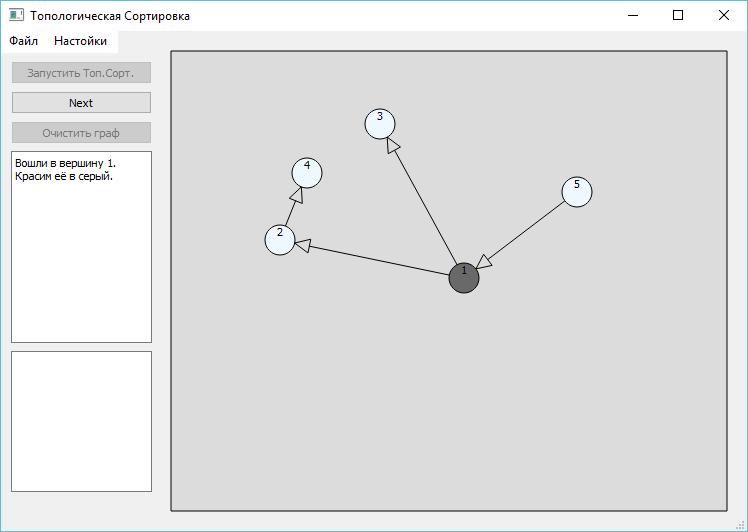 Топологическая Сортировка
Файл Настойки
Запустить Топ.Сорт.
Next
Очистить граф
Вошли в вершину 1.
Красим её в серый.
3
4
5
2
1